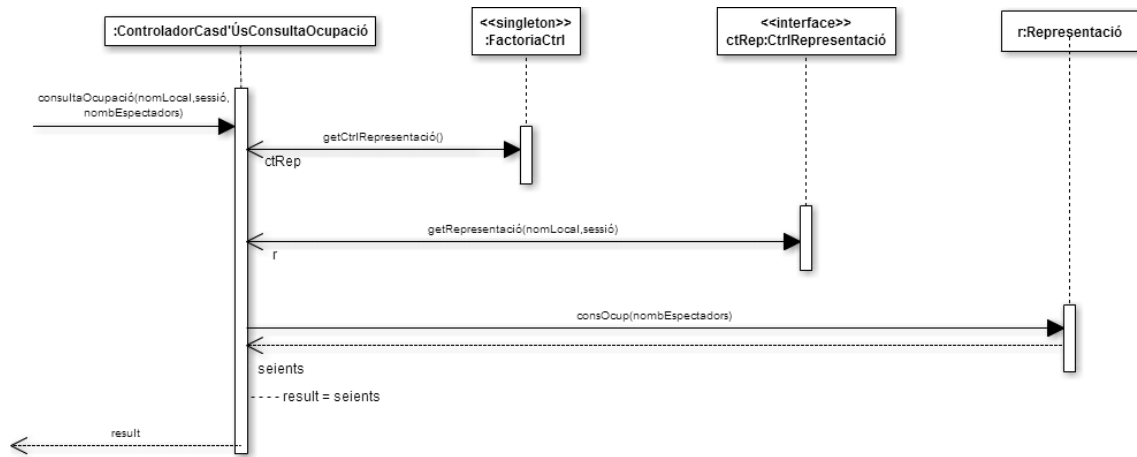 :ControladorCasd'ÚsConsultaOcupació
<<singleton>>
:FactoriaCtrl
<<interface>>
ctRep:CtrlRepresentació
r:Representació
consultaOcupació(nomLocal,sessió,
nombEspectadors)
getCtrlRepresentació()
ctRep
getRepresentació(nomLocal,sessió)
r
consOcup(nombEspectadors)
seients
result = seients
result